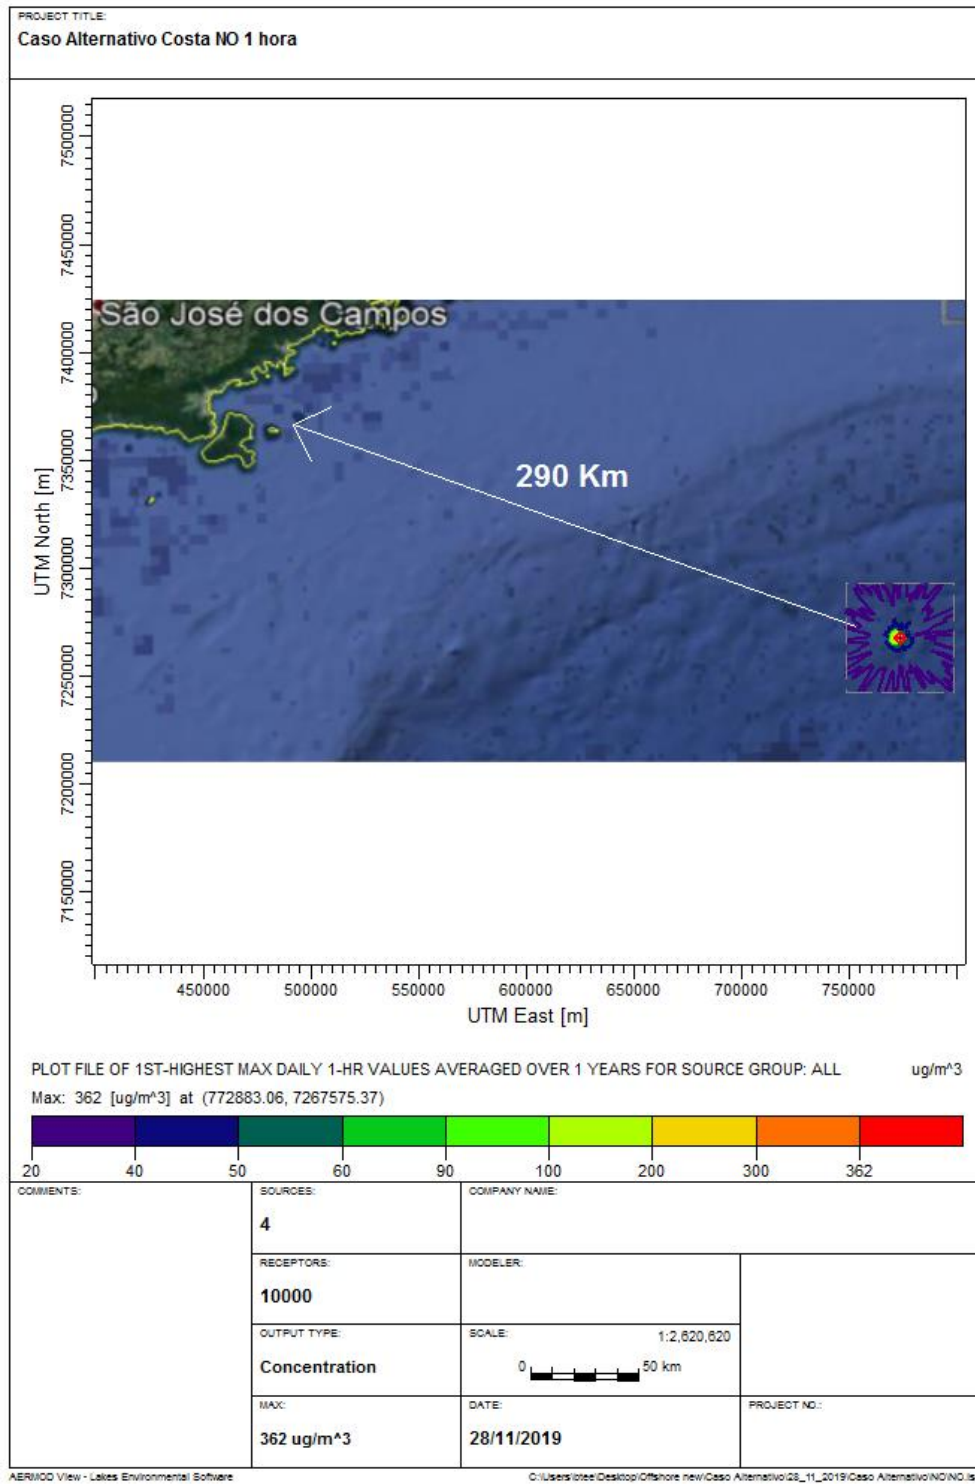 PROJECT TITLE:
Caso Alternativo Costa NO 1 hora
7500000
7450000
7400000
7350000
7300000
7250000
7200000
7150000
UTM North [m]
São José dos Campos
290 Km
450000 500000 550000 600000 650000 700000 750000
UTM East [m]
PLOT FILE OF 1ST-HIGHEST MAX DAILY 1-HR VALUES AVERAGED OVER 1 YEARS FOR SOURCE GROUP: ALL ug/m^3
Max: 362 [ug/m^3] at (772883.06, 7267575.37)
20 40 50 60 90 100 200 300 362
COMMENTS:
SOURCES:
4
COMPANY NAME:
RECEPTORS:
10000
MODELER:
OUTPUT TYPE:
Concentration
SCALE: 1:2,620,620
0 50 km
MAX:
362 ug/m^3
DATE:
28/11/2019
PROJECT NO.:
AERMOD View - Lakes Environmental Software